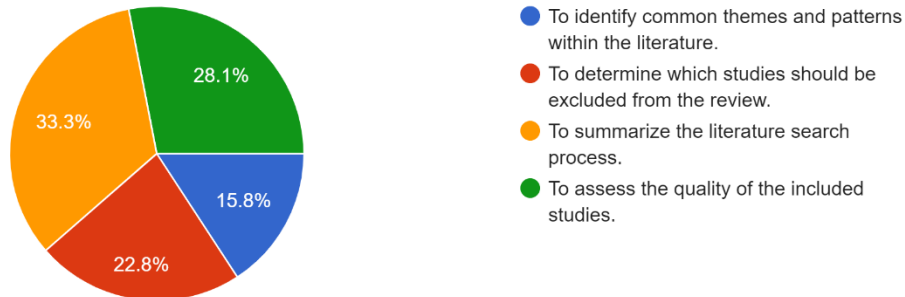 28.1%
33.3%
15.8%
22.8%
To identify common themes and patterns
within the literature.
To determine which studies should be
excluded from the review.
To summarize the literature search
process.
To assess the quality of the included
studies.